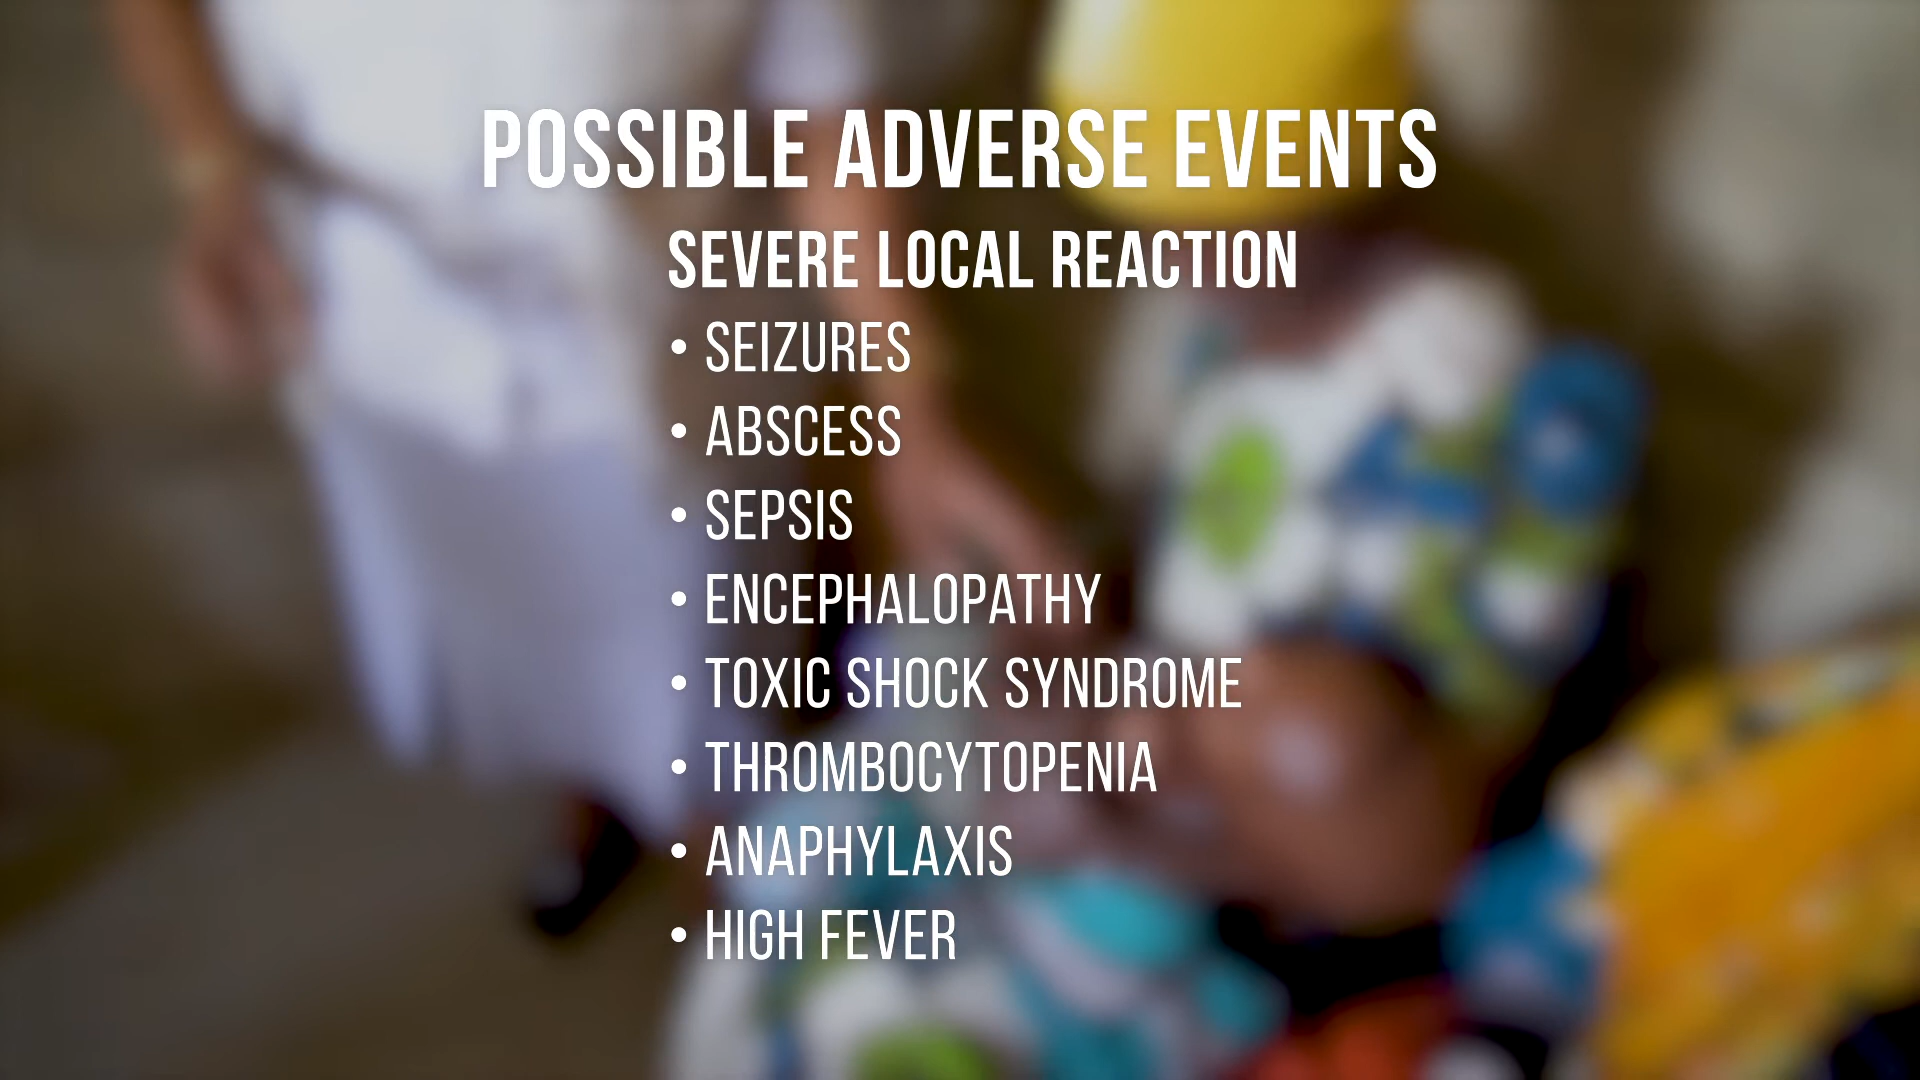 POSSIBLE ADVERSE EVENTS
SEVERE LOCAL REACTION
• SEIZURES
• ABSCESS
• SEPSIS
• ENCEPHALOPATHY
• TOXIC SHOCK SYNDROME
• THROMBOCYTOPENIA
• ANAPHYLAXIS
• HIGH FEVER